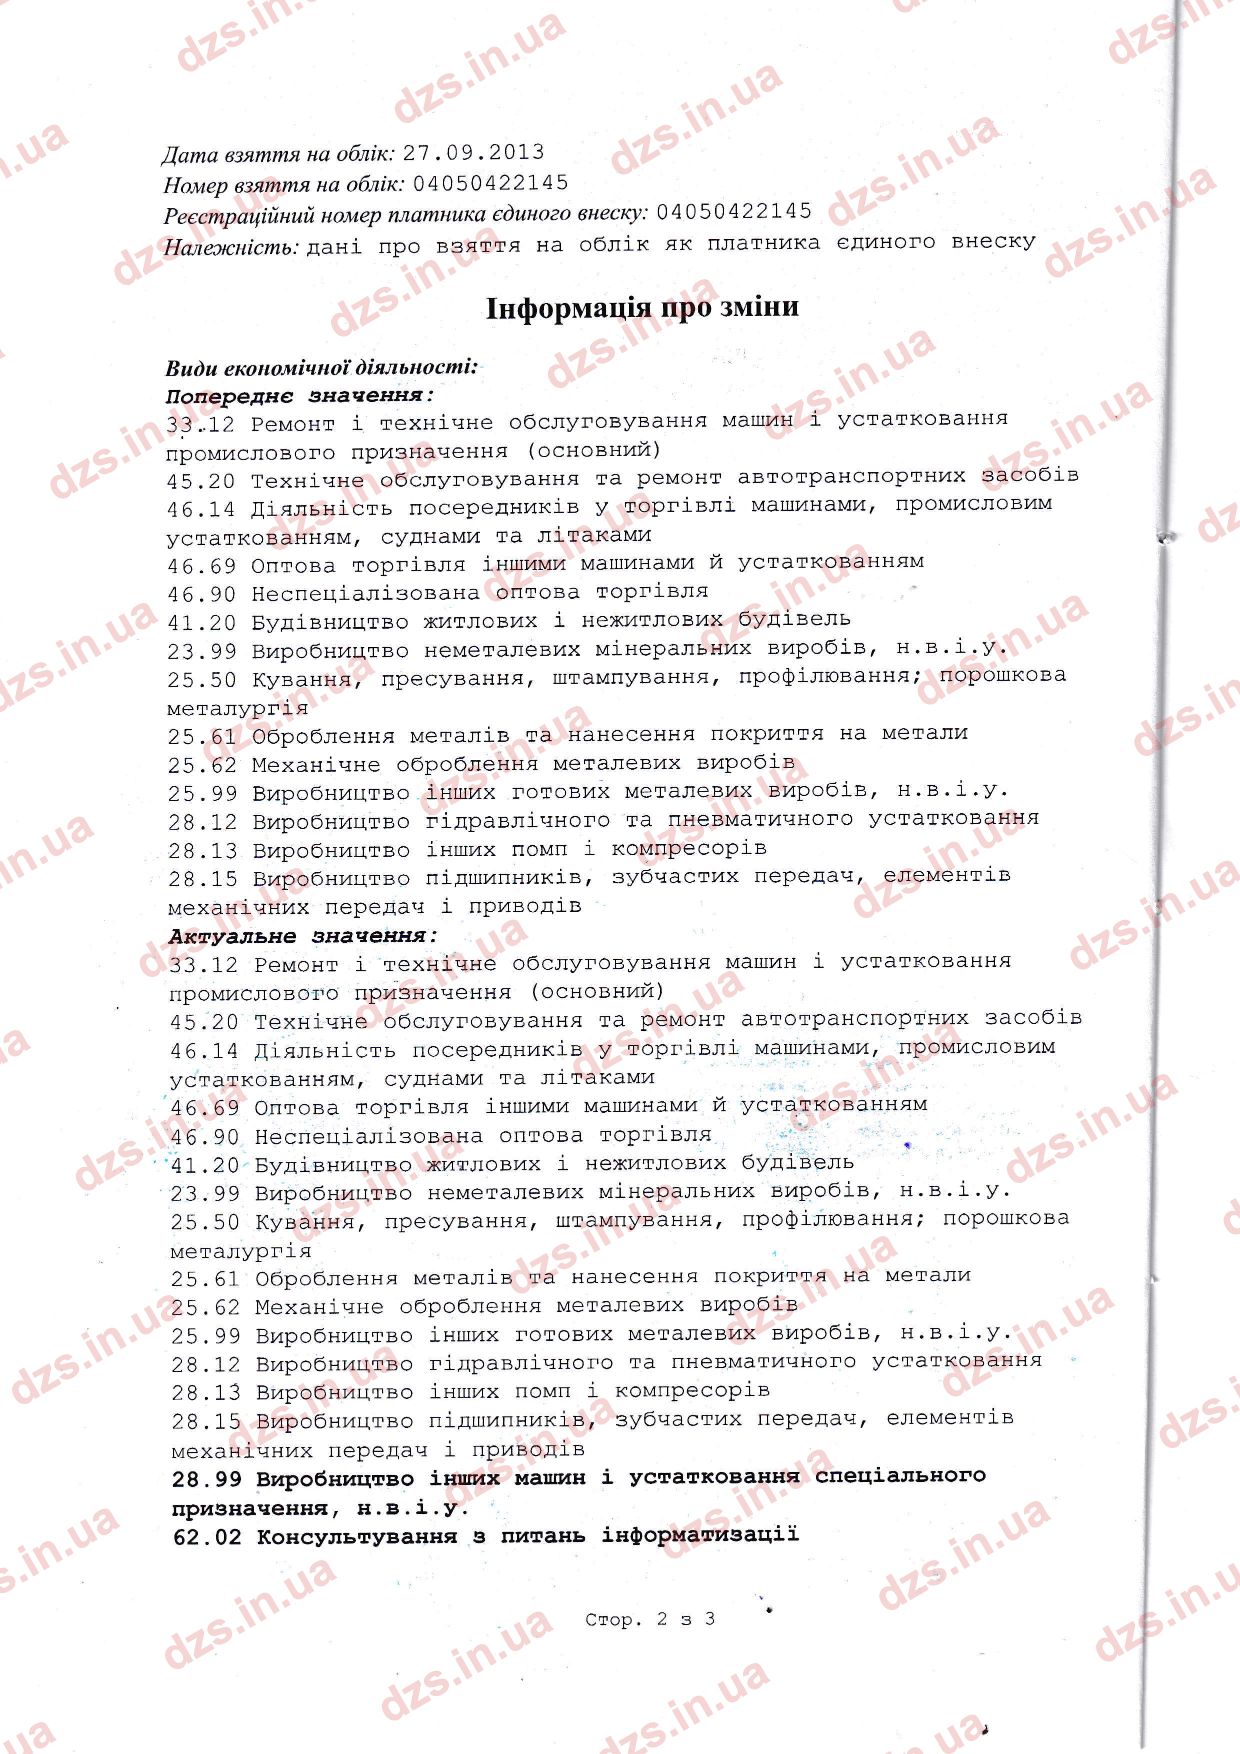 Дата взяття на облік: 27.09.2013
Номер взяття на облік: 04050422145
Реєстраційний номер платника єдиного внеску: 04050422145
Належність: дані про взяття на облік як платника єдиного внеску
Інформація про зміни
Види економічної діяльності:
Попереднє значення:
33.12 Ремонт і технічне обслуговування машин і устатковання
промислового призначення (основний)
45.20 Технічне обслуговування та ремонт автотранспортних засобів
46.14 Діяльність посередників у торгівлі машинами, промисловим
устаткованням, суднами та літаками
46.69 Оптова торгівля іншими машинами й устаткованням
46.90 Неспеціалізована оптова торгівля
41.20 Будівництво житлових і нежитлових будівель
23.99 Виробництво неметалевих мінеральних виробів, н.в.і.у.
25.50 Кування, пресування, штампування, профілювання; порошкова
металургія
25.61 Оброблення металів та нанесення покриття на метали
25.62 Механічне оброблення металевих виробів
25.99 Виробництво інших готових металевих виробів, н.в.і.у.
28.12 Виробництво гідравлічного та пневматичного устатковання
28.13 Виробництво інших помп і компресорів
28.15 Виробництво підшипників, зубчастих передач, елементів
механічних передач і приводів
Актуальне значення:
33.12 Ремонт і технічне обслуговування машин і устатковання
промислового призначення (основний)
45.20 Технічне обслуговування та ремонт автотранспортних засобів
46.14 Діяльність посередників у торгівлі машинами, промисловим
устаткованням, суднами та літаками
46.69 Оптова торгівля іншими машинами й устаткованням
46.90 Неспеціалізована оптова торгівля
41.20 Будівництво житлових і нежитлових будівель
23.99 Виробництво неметалевих мінеральних виробів, н.в.і.у.
25.50 Кування, пресування, штампування, профілювання; порошкова
металургія
25.61 Оброблення металів та нанесення покриття на метали
25.62 Механічне оброблення металевих виробів
25.99 Виробництво інших готових металевих виробів, н.в.і.у.
28.12 Виробництво гідравлічного та пневматичного устатковання
28.13 Виробництво інших помп і компресорів
28.15 Виробництво підшипників, зубчастих передач, елементів
механічних передач і приводів
28.99 Виробництво інших машин і устатковання спеціального
призначення, н.в.і.у.
62.02 Консультування з питань інформатизації
Стор. 2 з 3
dzs.in.ua